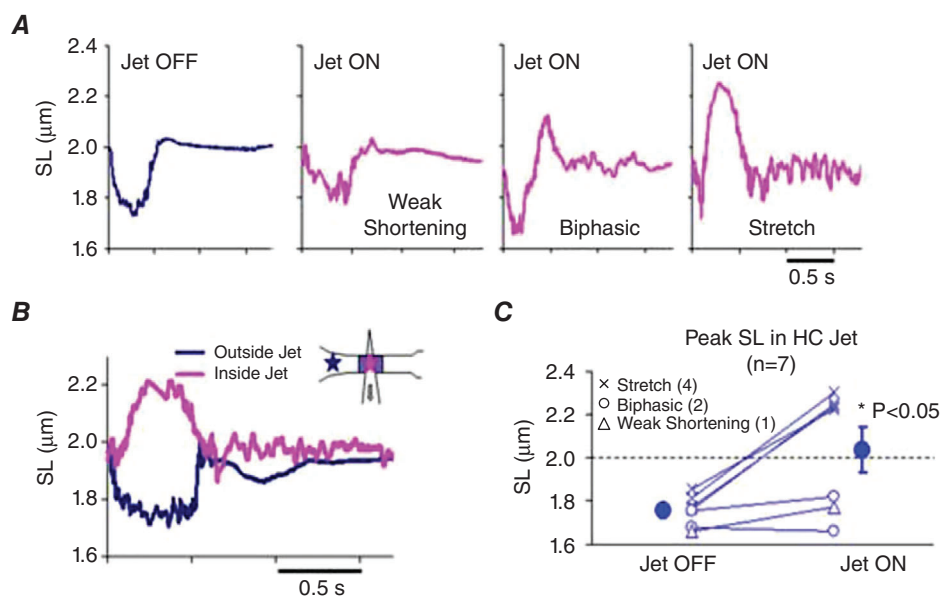 A
Jet OFF
Jet ON
Jet ON
Jet ON
SL (μm)
2.4
2.2
2.0
1.8
1.6
Weak
Shortening
Biphasic
Stretch
0.5 s
B
Outside Jet
Inside Jet
SL (μm)
2.2
2.0
1.8
1.6
0.5 s
C
Peak SL in HC Jet
(n=7)
Stretch (4)
Biphasic (2)
Weak Shortening (1)
* P<0.05
SL (μm)
2.4
2.2
2.0
1.8
1.6
Jet OFF
Jet ON